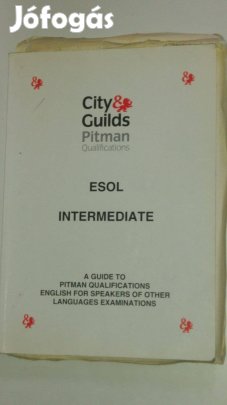 Jófogás
City&
Guilds
Pitman
Qualifications
ESOL
INTERMEDIATE
A GUIDE TO
PITMAN QUALIFICATIONS
ENGLISH FOR SPEAKERS OF OTHER
LANGUAGES EXAMINATIONS